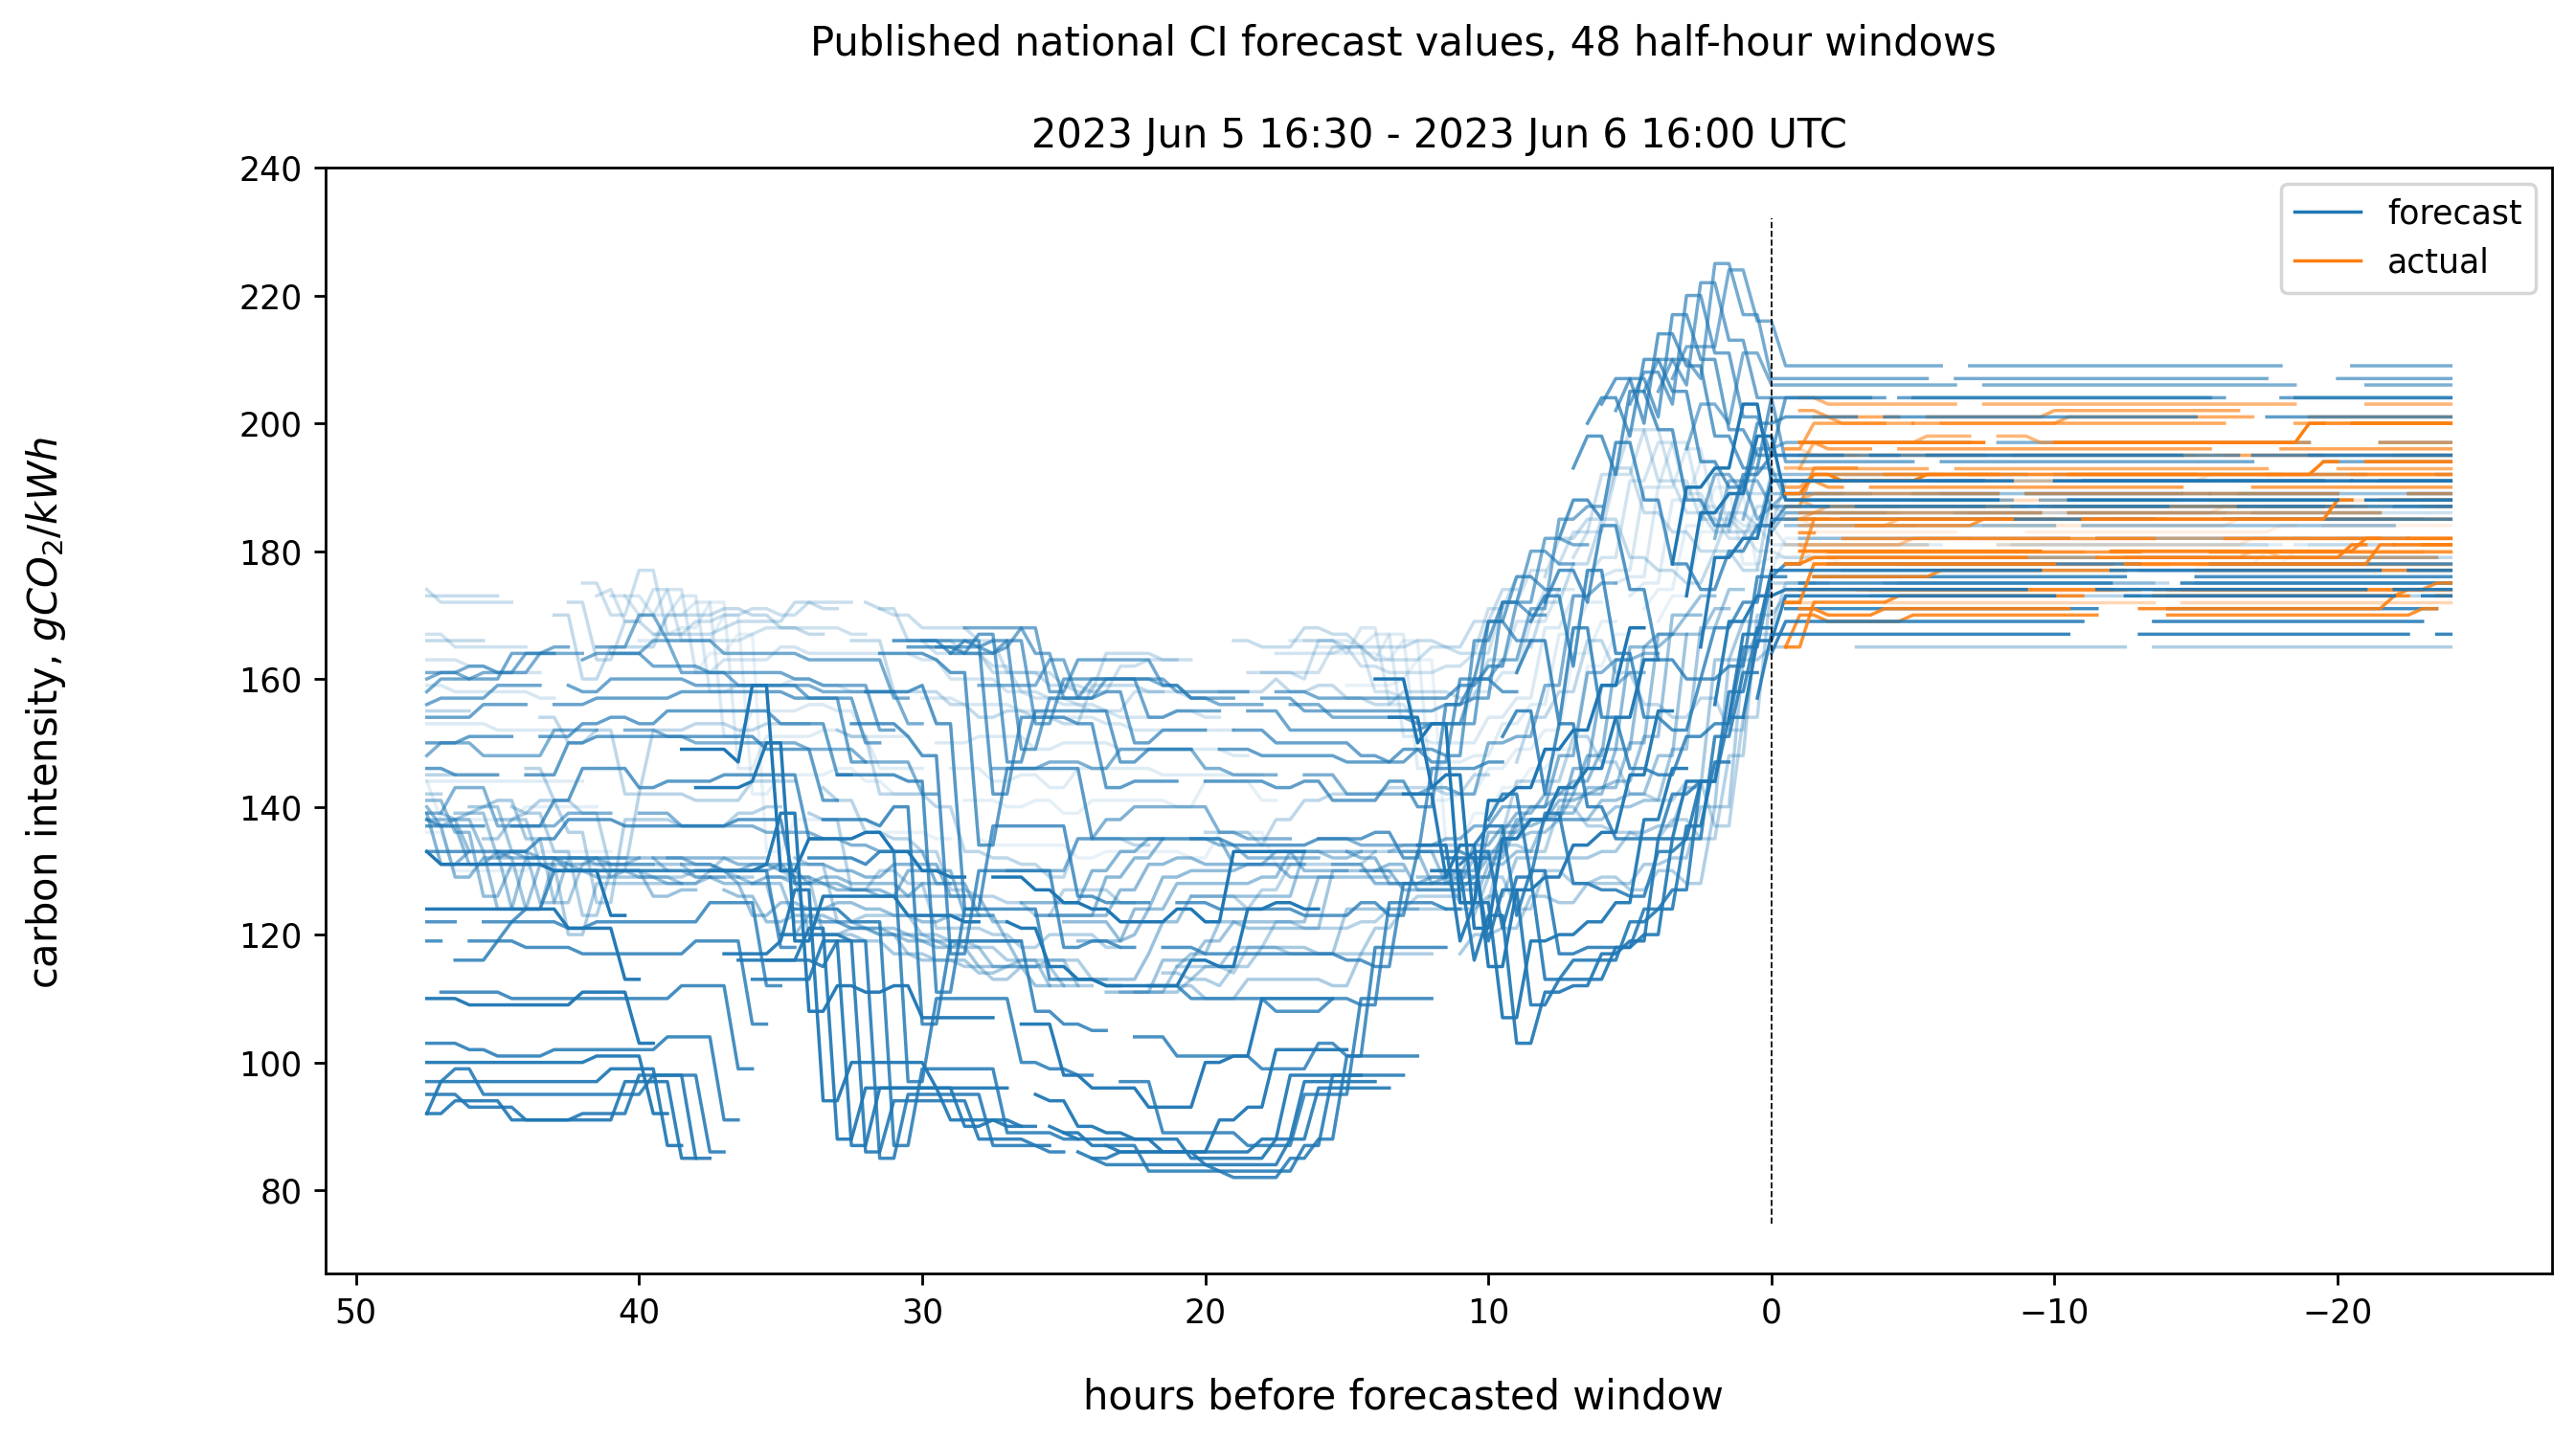 Published national CI forecast values, 48 half-hour windows
2023 Jun 5 16:30 - 2023 Jun 6 16:00 UTC
forecast
actual
carbon intensity, gCO₂/kWh
240
220
200
180
160
140
120
100
80
50 40 30 20 10 0 −10 −20
hours before forecasted window